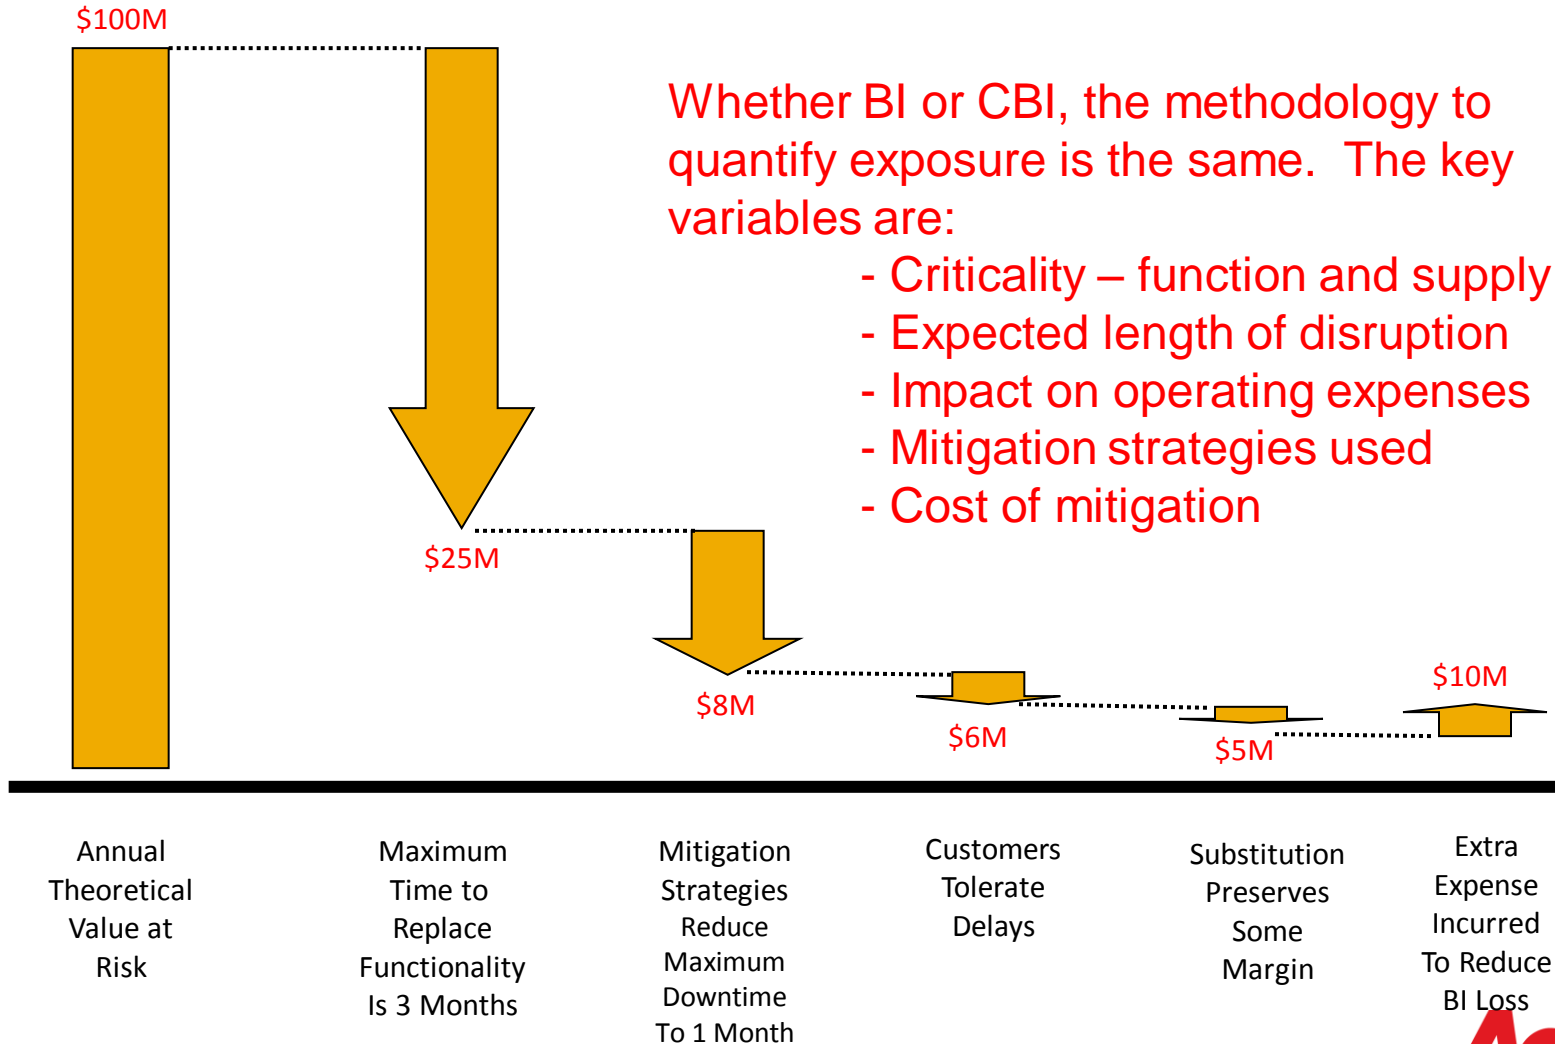 $100M
Whether BI or CBI, the methodology to
quantify exposure is the same.  The key
variables are:
- Criticality – function and supply
- Expected length of disruption
- Impact on operating expenses
- Mitigation strategies used
- Cost of mitigation
$25M
$8M
$6M
$5M
$10M
Annual
Theoretical
Value at
Risk
Maximum
Time to
Replace
Functionality
Is 3 Months
Mitigation
Strategies
Reduce
Maximum
Downtime
To 1 Month
Customers
Tolerate
Delays
Substitution
Preserves
Some
Margin
Extra
Expense
Incurred
To Reduce
BI Loss